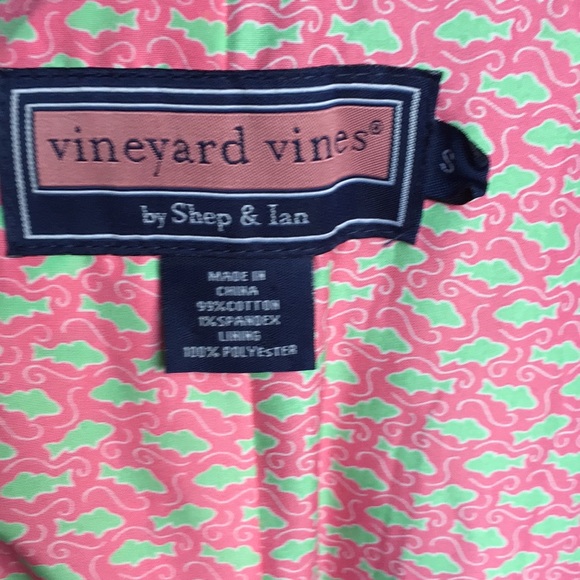 vineyard vines®
by Shep & Ian
S
MADE IN
CHINA
99% COTTON
1% SPANDEX
LINING
100% POLYESTER